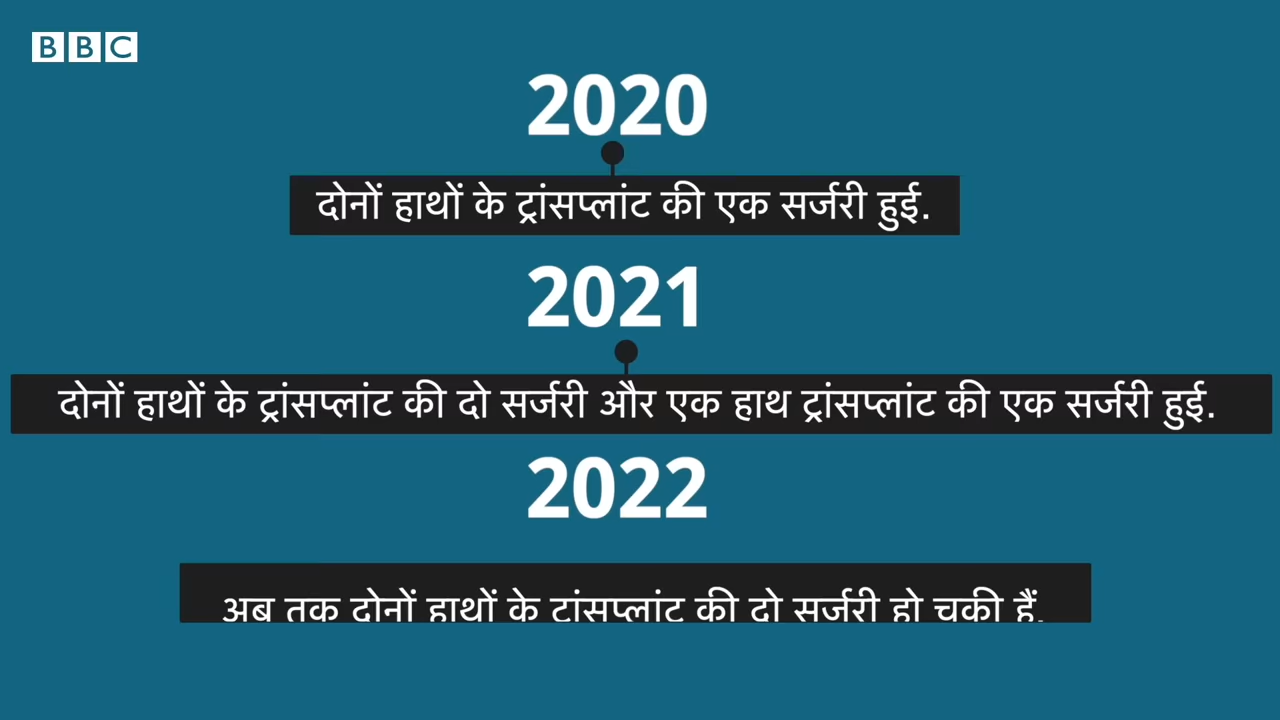 BBC
2020
दोनों हाथों के ट्रांसप्लांट की एक सर्जरी हुई.
2021
दोनों हाथों के ट्रांसप्लांट की दो सर्जरी और एक हाथ ट्रांसप्लांट की एक सर्जरी हुई.
2022
अब तक दोनों हाथों के ट्रांसप्लांट की दो सर्जरी हो चुकी हैं.